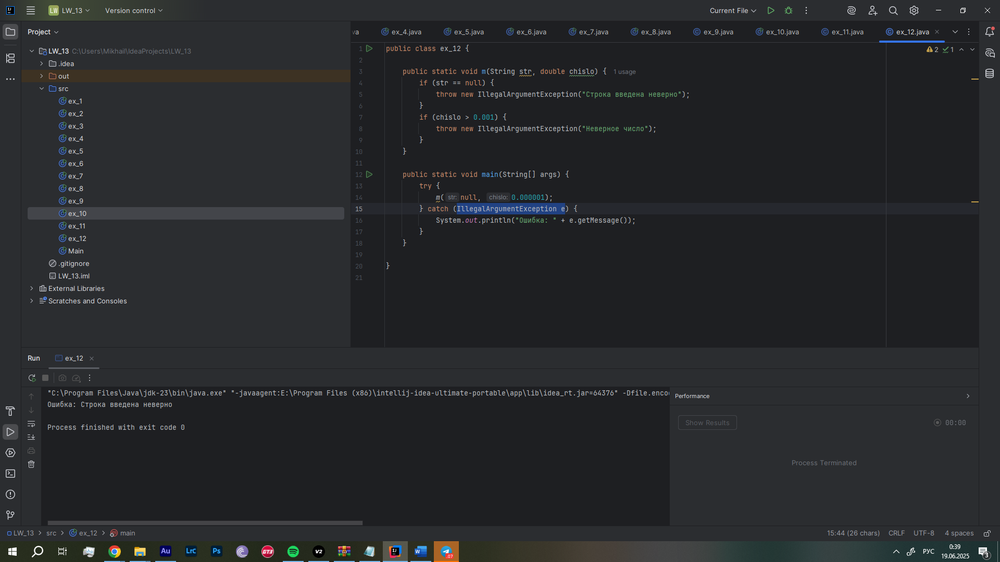 LW LW_13 Version control Current File
Project
va ex_4.java ex_5.java ex_6.java ex_7.java ex_8.java ex_9.java ex_10.java ex_11.java ex_12.java
LW_13 C:\Users\Mikhail\IdeaProjects\LW_13
.idea
out
src
ex_1
ex_2
ex_3
ex_4
ex_5
ex_6
ex_7
ex_8
ex_9
ex_10
ex_11
ex_12
Main
.gitignore
LW_13.iml
External Libraries
Scratches and Consoles
2 1
1 public class ex_12 {
2
3 public static void m(String str, double chislo) { 1 usage
4 if (str == null) {
5 throw new IllegalArgumentException("Строка введена неверно");
6 }
7 if (chislo > 0.001) {
8 throw new IllegalArgumentException("Неверное число");
9 }
10 }
11
12 public static void main(String[] args) {
13 try {
14 m( str: null, chislo: 0.000001);
15 } catch (IllegalArgumentException e) {
16 System.out.println("Ошибка: " + e.getMessage());
17 }
18 }
19
20 }
21
Run ex_12
"C:\Program Files\Java\jdk-23\bin\java.exe" "-javaagent:E:\Program Files (x86)\intellij-idea-ultimate-portable\app\lib\idea_rt.jar=64376" -Dfile.enco
Ошибка: Строка введена неверно
Process finished with exit code 0
Performance
Show Results 00:00
Process Terminated
LW_13 src ex_12 main 15:44 (26 chars) CRLF UTF-8 4 spaces
Au LrC Ps GT3 V2 IJ W ..07 РУС 0:39
19.06.2025 3